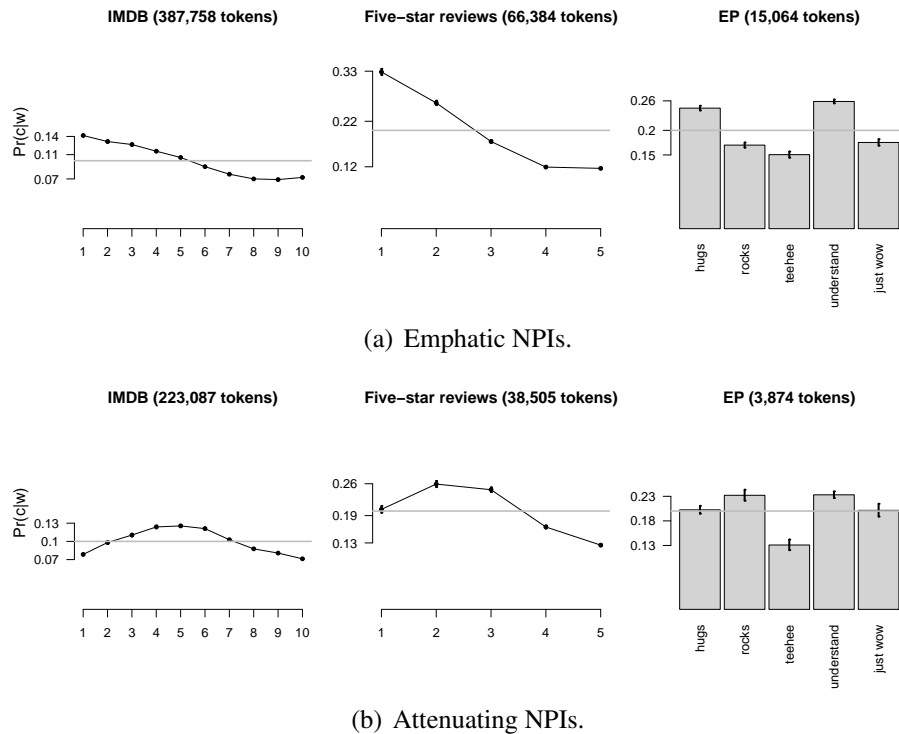 IMDB (387,758 tokens)
Five−star reviews (66,384 tokens)
EP (15,064 tokens)
Pr(c|w)
0.14
0.11
0.07
1 2 3 4 5 6 7 8 9 10
0.33
0.22
0.12
1 2 3 4 5
0.26
0.2
0.15
hugs
rocks
teehee
understand
just wow
(a) Emphatic NPIs.
IMDB (223,087 tokens)
Five−star reviews (38,505 tokens)
EP (3,874 tokens)
Pr(c|w)
0.13
0.1
0.07
1 2 3 4 5 6 7 8 9 10
0.26
0.19
0.13
1 2 3 4 5
0.23
0.18
0.13
hugs
rocks
teehee
understand
just wow
(b) Attenuating NPIs.